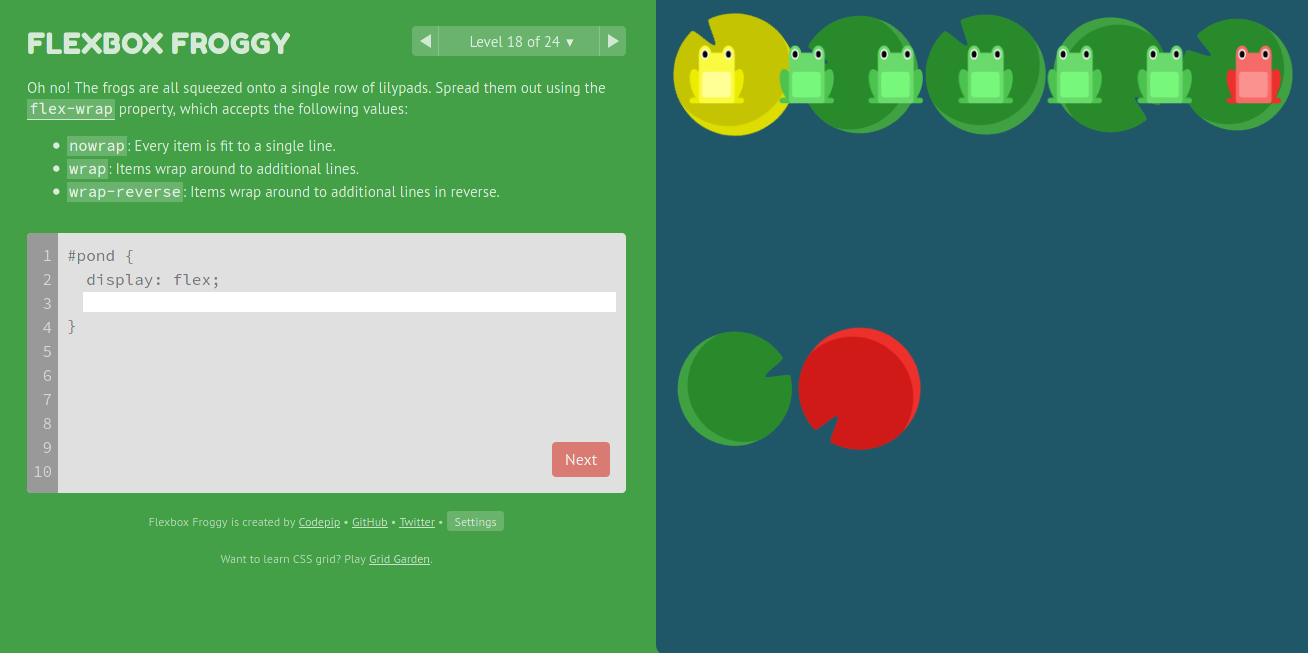 FLEXBOX FROGGY
◀ Level 18 of 24 ▾ ▶
Oh no! The frogs are all squeezed onto a single row of lilypads. Spread them out using the
flex-wrap property, which accepts the following values:
• nowrap: Every item is fit to a single line.
• wrap: Items wrap around to additional lines.
• wrap-reverse: Items wrap around to additional lines in reverse.
1 #pond {
2 display: flex;
3
4 }
5
6
7
8
9
10
Next
Flexbox Froggy is created by Codepip • GitHub • Twitter • Settings
Want to learn CSS grid? Play Grid Garden.